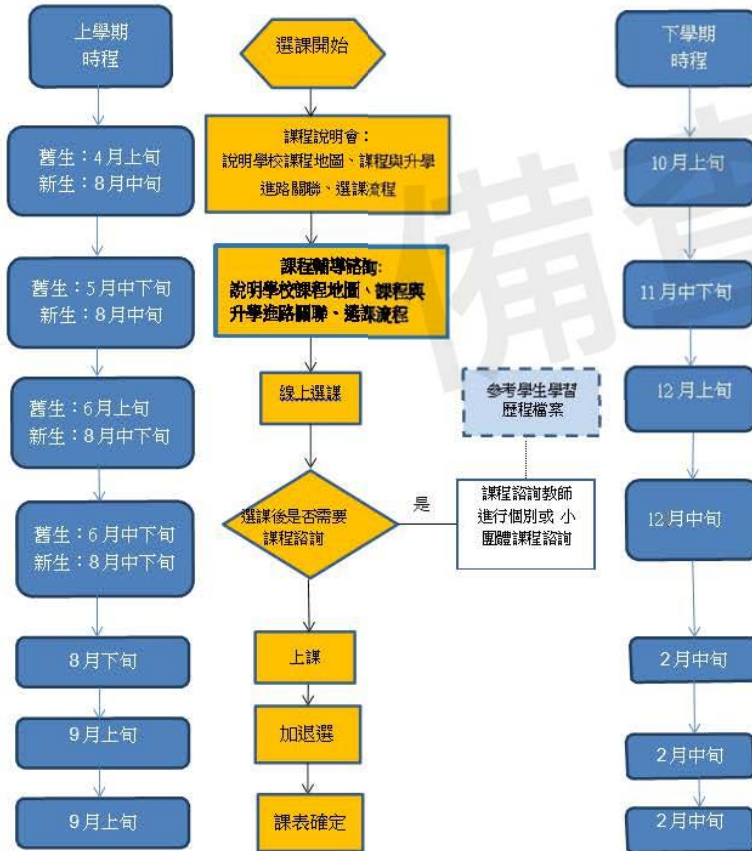 上學期
時程
舊生：4月上旬
新生：8月中旬
舊生：5月中下旬
新生：8月中旬
舊生：6月上旬
新生：8月中下旬
舊生：6月中下旬
新生：8月中下旬
8月下旬
9月上旬
9月上旬
選課開始
課程說明會：
說明學校課程地圖、課程與升學
進路關聯、選課流程
課程輔導諮詢:
說明學校課程地圖、課程與
升學進路關聯、選課流程
線上選課
選課後是否需要
課程諮詢
是
參考學生學習
歷程檔案
課程諮詢教師
進行個別或 小
團體課程諮詢
上課
加退選
課表確定
下學期
時程
10月上旬
11月中下旬
12月上旬
12月中旬
2月中旬
2月中旬
2月中旬
備查